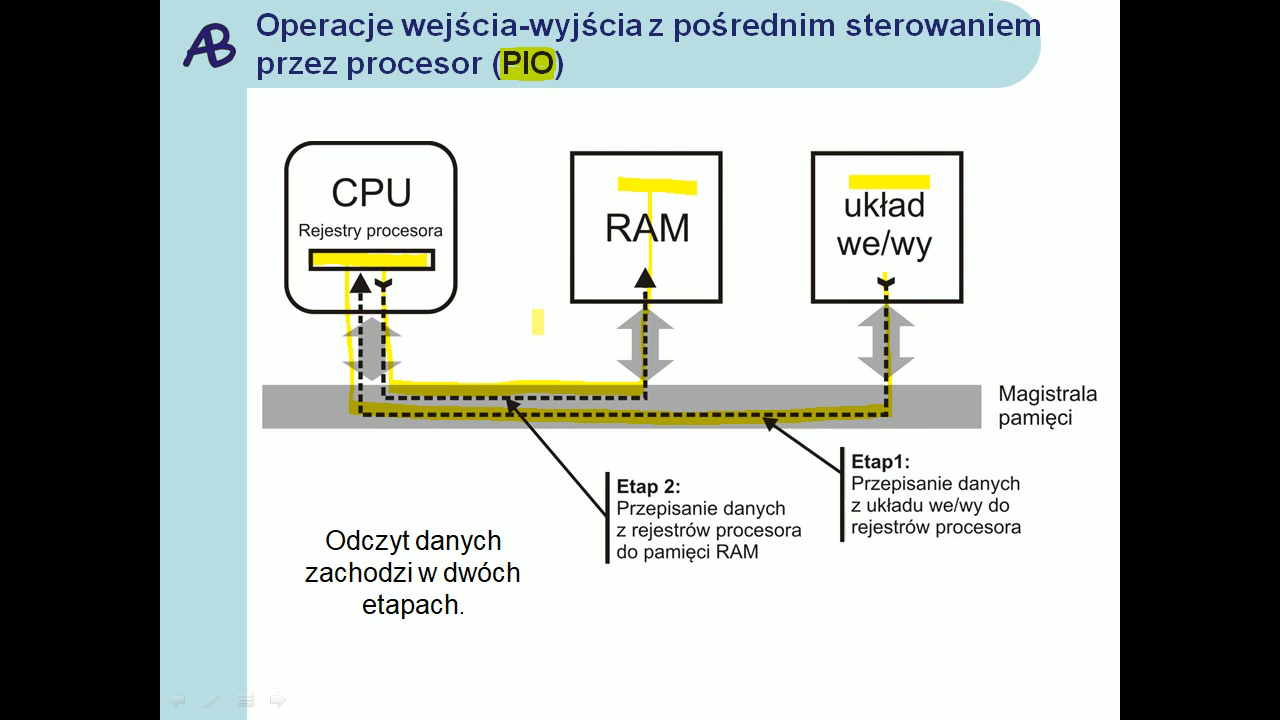 AB
Operacje wejścia-wyjścia z pośrednim sterowaniem
przez procesor (PIO)
CPU
Rejestry procesora
RAM
układ
we/wy
Magistrala
pamięci
Etap1:
Przepisanie danych
z układu we/wy do
rejestrów procesora
Etap 2:
Przepisanie danych
z rejestrów procesora
do pamięci RAM
Odczyt danych
zachodzi w dwóch
etapach.